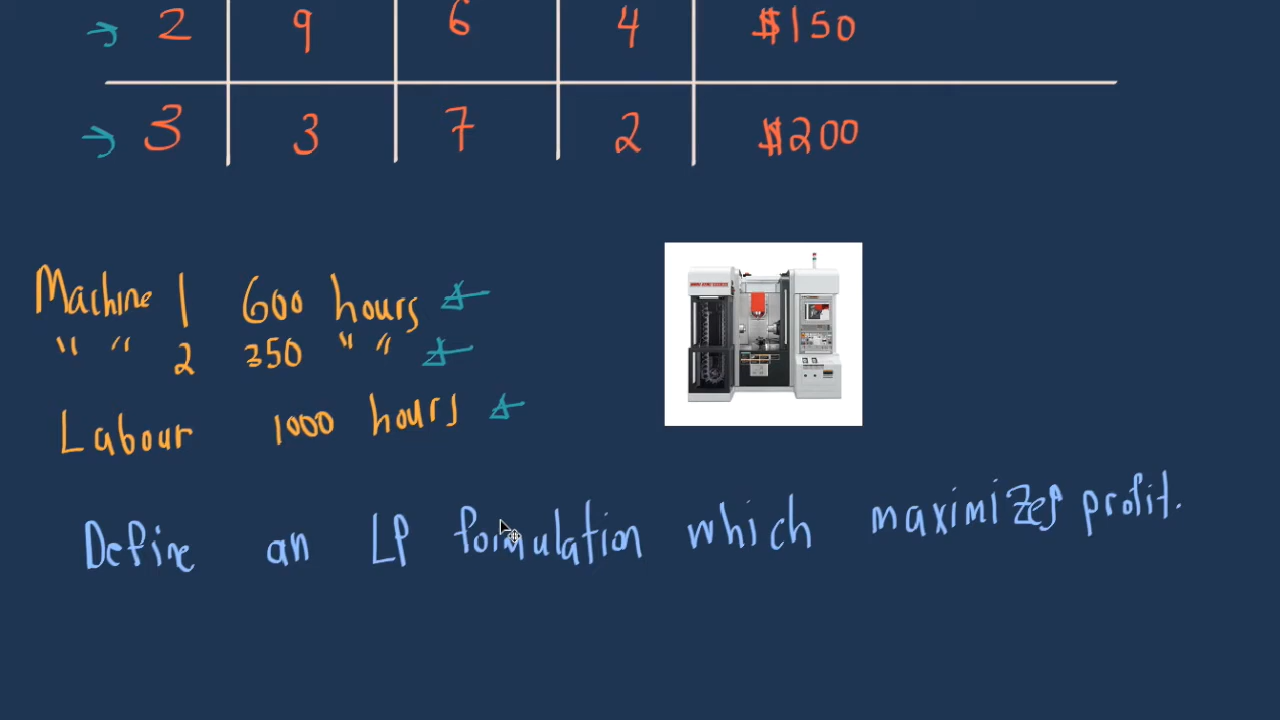 2 9 6 4 $150
3 3 7 2 $200
Machine 1 600 hours
" " 2 350 " "
Labour 1000 hours
Define an LP formulation which maximizes profit.